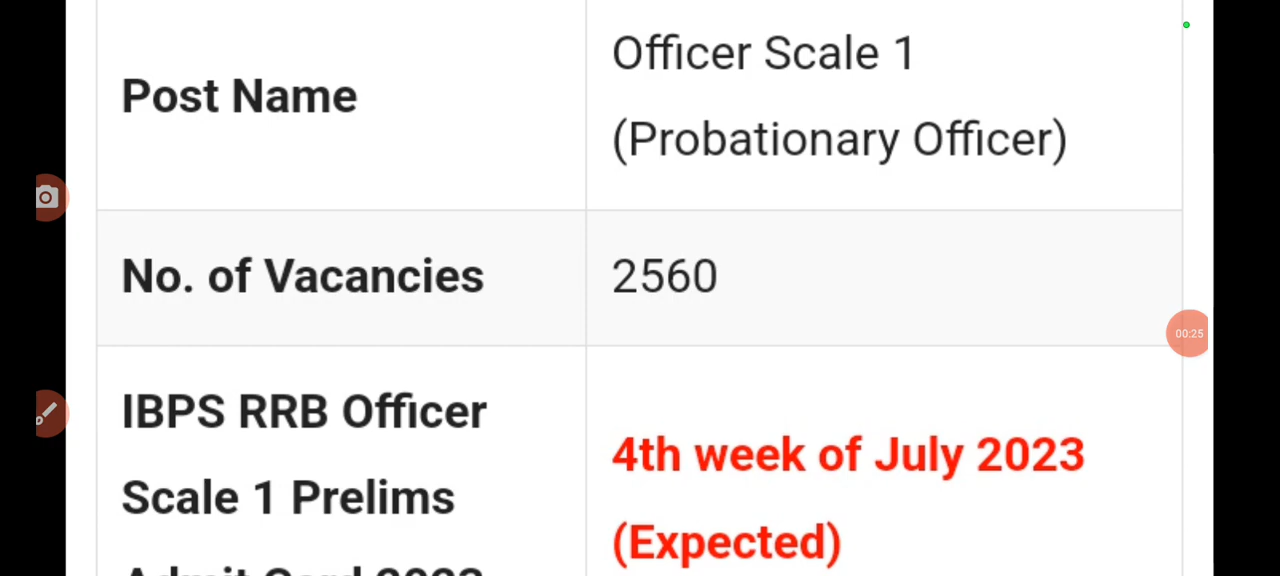 Officer Scale 1
Post Name
(Probationary Officer)
No. of Vacancies
2560
IBPS RRB Officer
Scale 1 Prelims
4th week of July 2023
(Expected)
00:25